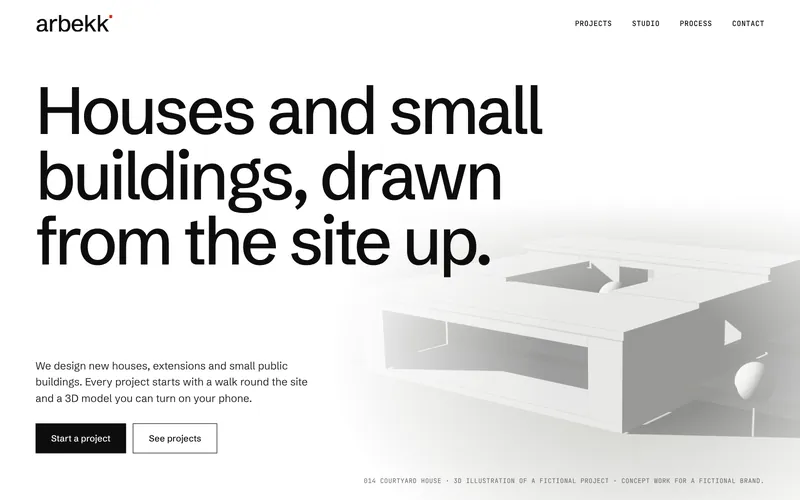 arbekk
PROJECTS STUDIO PROCESS CONTACT
Houses and small
buildings, drawn
from the site up.
We design new houses, extensions and small public
buildings. Every project starts with a walk round the site
and a 3D model you can turn on your phone.
Start a project See projects
014 COURTYARD HOUSE · 3D ILLUSTRATION OF A FICTIONAL PROJECT · CONCEPT WORK FOR A FICTIONAL BRAND.